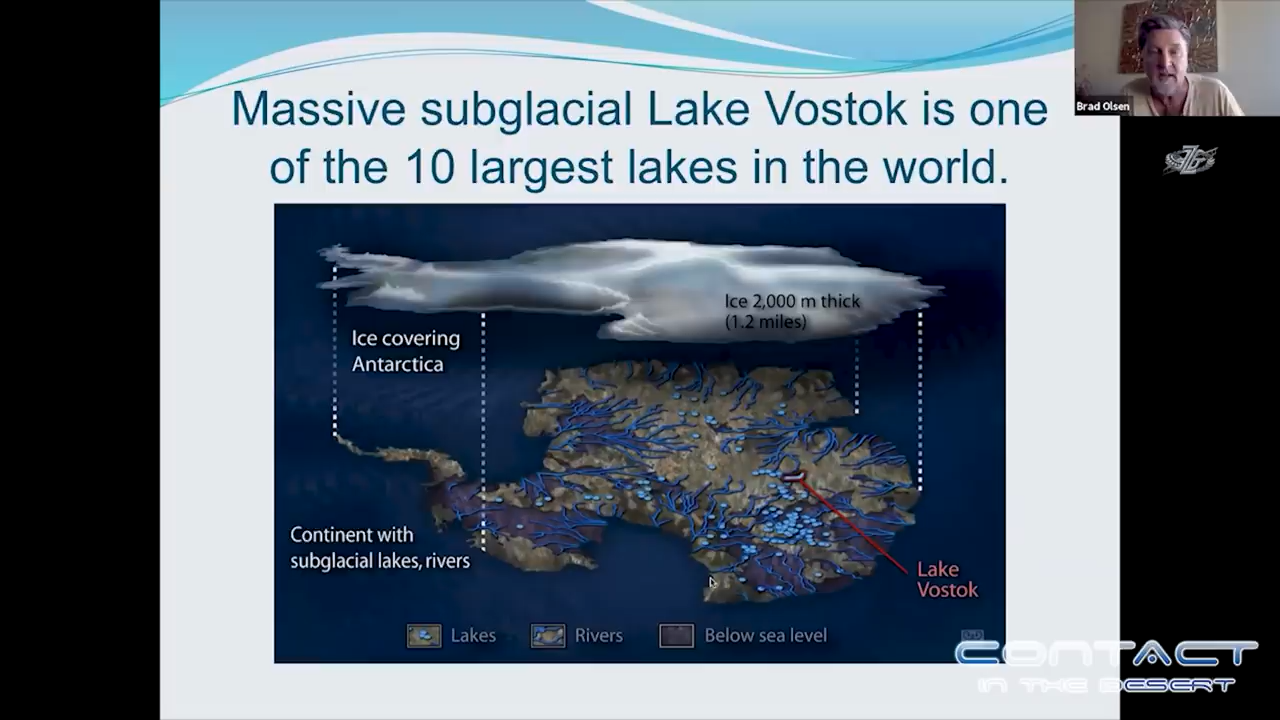 Massive subglacial Lake Vostok is one
of the 10 largest lakes in the world.
Brad Olsen
Ice 2,000 m thick
(1.2 miles)
Ice covering
Antarctica
Continent with
subglacial lakes, rivers
Lake
Vostok
Lakes
Rivers
Below sea level
CONTACT
IN THE DESERT